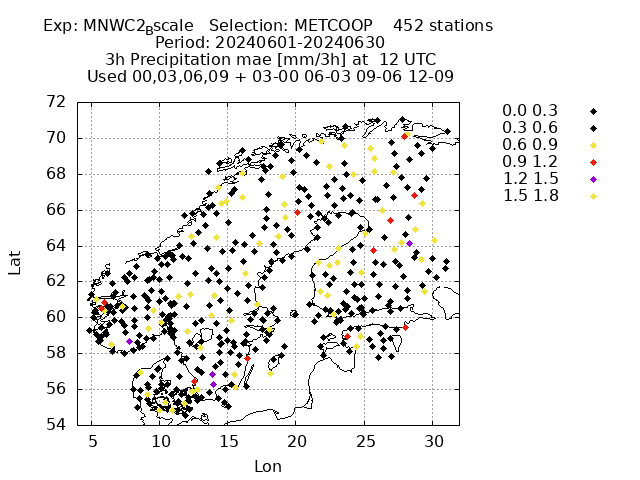 Exp: MNWC2_Bscale   Selection: METCOOP    452 stations
Period: 20240601-20240630
3h Precipitation mae [mm/3h] at  12 UTC
Used 00,03,06,09 + 03-00 06-03 09-06 12-09
72
70
68
66
64
62
60
58
56
54
Lat
5 10 15 20 25 30
Lon
0.0 0.3
0.3 0.6
0.6 0.9
0.9 1.2
1.2 1.5
1.5 1.8